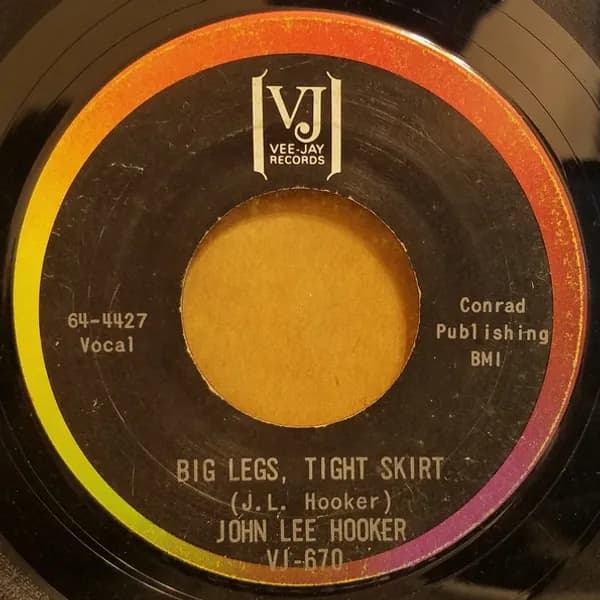 VJ
VEE-JAY
RECORDS
64-4427
Vocal
Conrad
Publishing
BMI
BIG LEGS, TIGHT SKIRT
(J.L. Hooker)
JOHN LEE HOOKER
VJ-670